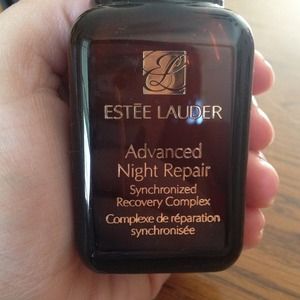 EL
ESTĒE LAUDER
Advanced
Night Repair
Synchronized
Recovery Complex
Complexe de réparation
synchronisée